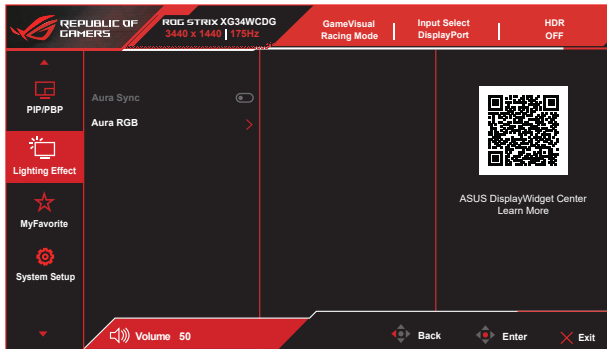 REPUBLIC OF
GAMERS
ROG STRIX XG34WCDG
3440 x 1440 | 175Hz
GameVisual
Racing Mode
Input Select
DisplayPort
HDR
OFF
PIP/PBP
Lighting Effect
MyFavorite
System Setup
Aura Sync
Aura RGB
ASUS DisplayWidget Center
Learn More
Volume 50
Back
Enter
Exit